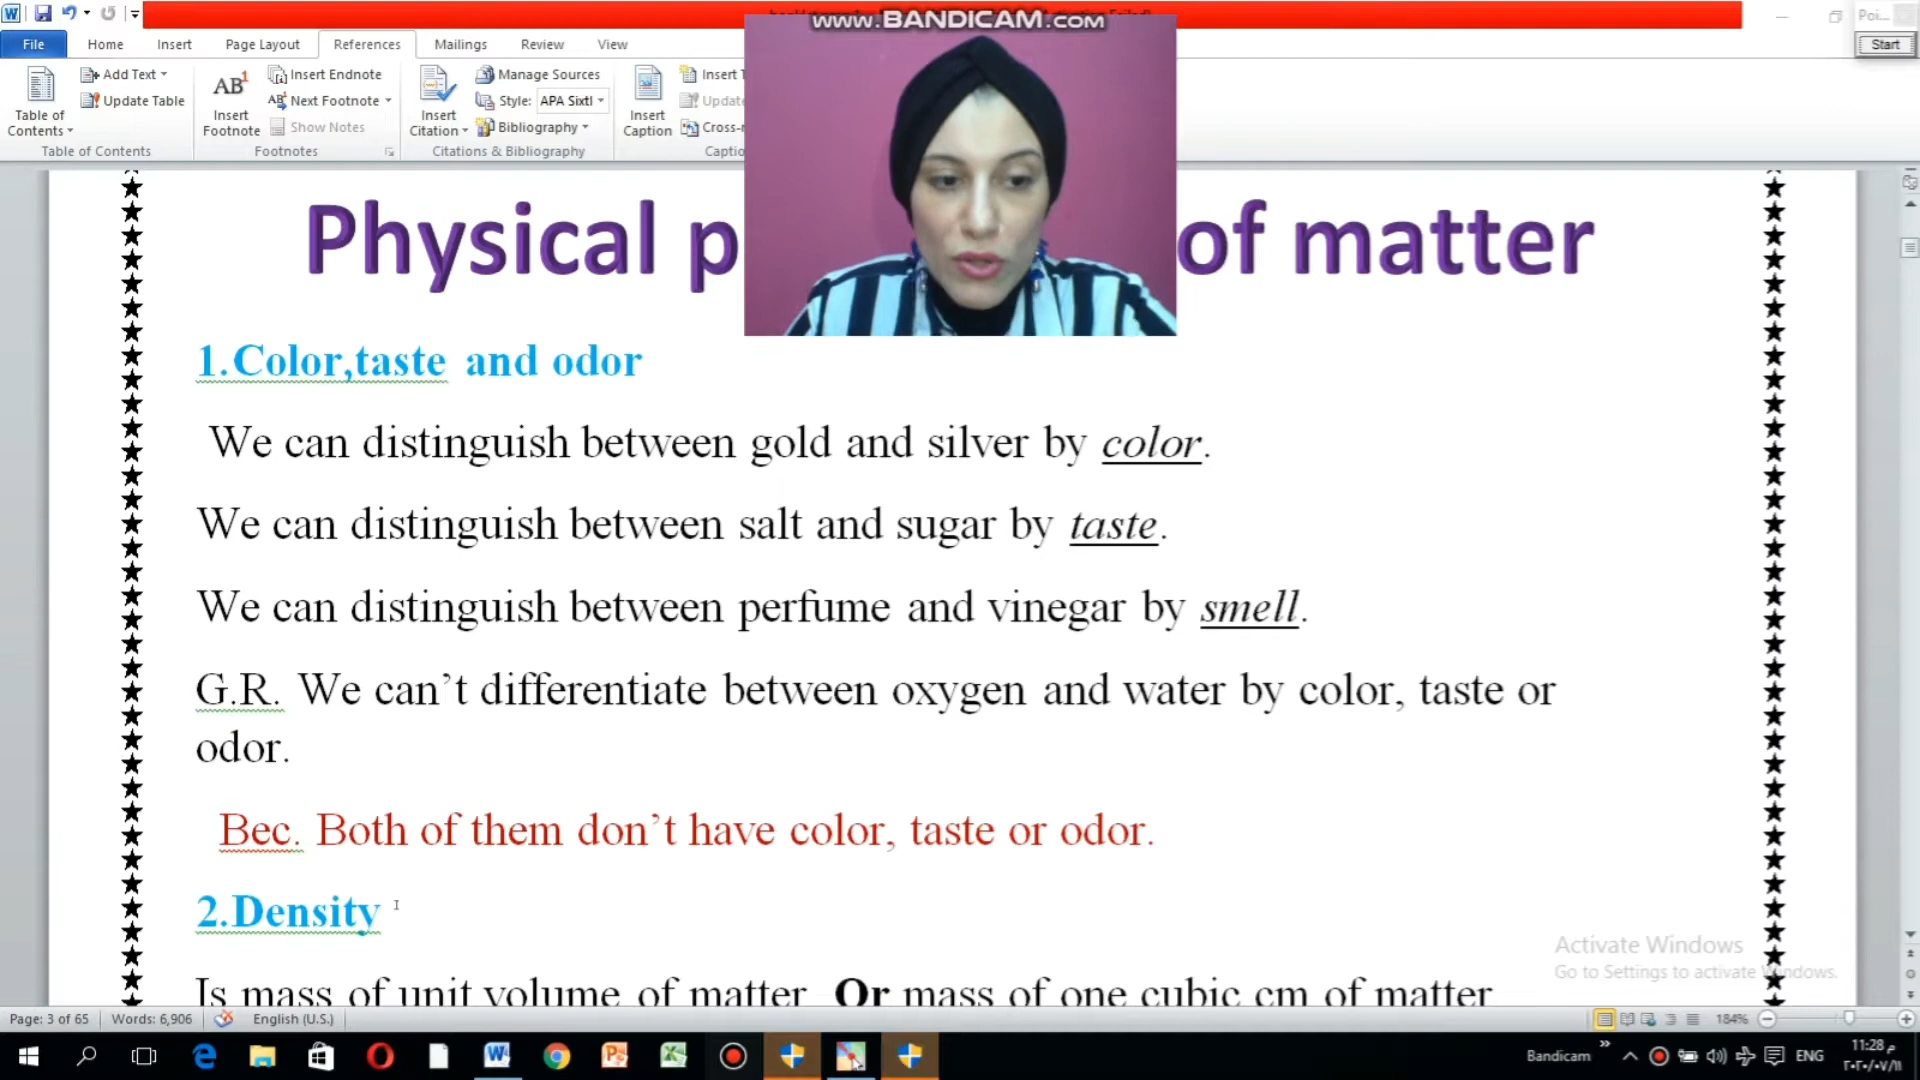 www.BANDICAM.com
Poi...
File Home Insert Page Layout References Mailings Review View
Start
Table of Contents
Add Text
Update Table
Table of Contents
AB1
Insert Footnote
Insert Endnote
Next Footnote
Show Notes
Footnotes
Insert Citation
Manage Sources
Style: APA Sixtl
Bibliography
Citations & Bibliography
Insert Caption
Insert T
Update
Cross-r
Captio
Physical p of matter
1.Color,taste and odor
We can distinguish between gold and silver by color.
We can distinguish between salt and sugar by taste.
We can distinguish between perfume and vinegar by smell.
G.R. We can’t differentiate between oxygen and water by color, taste or
odor.
Bec. Both of them don’t have color, taste or odor.
2.Density
Is mass of unit volume of matter Or mass of one cubic cm of matter
Activate Windows
Go to Settings to activate Windows.
Page: 3 of 65 Words: 6,906 English (U.S.) 184%
Bandicam ENG 11:28 م
٢٠٢٠/٠٧/١١